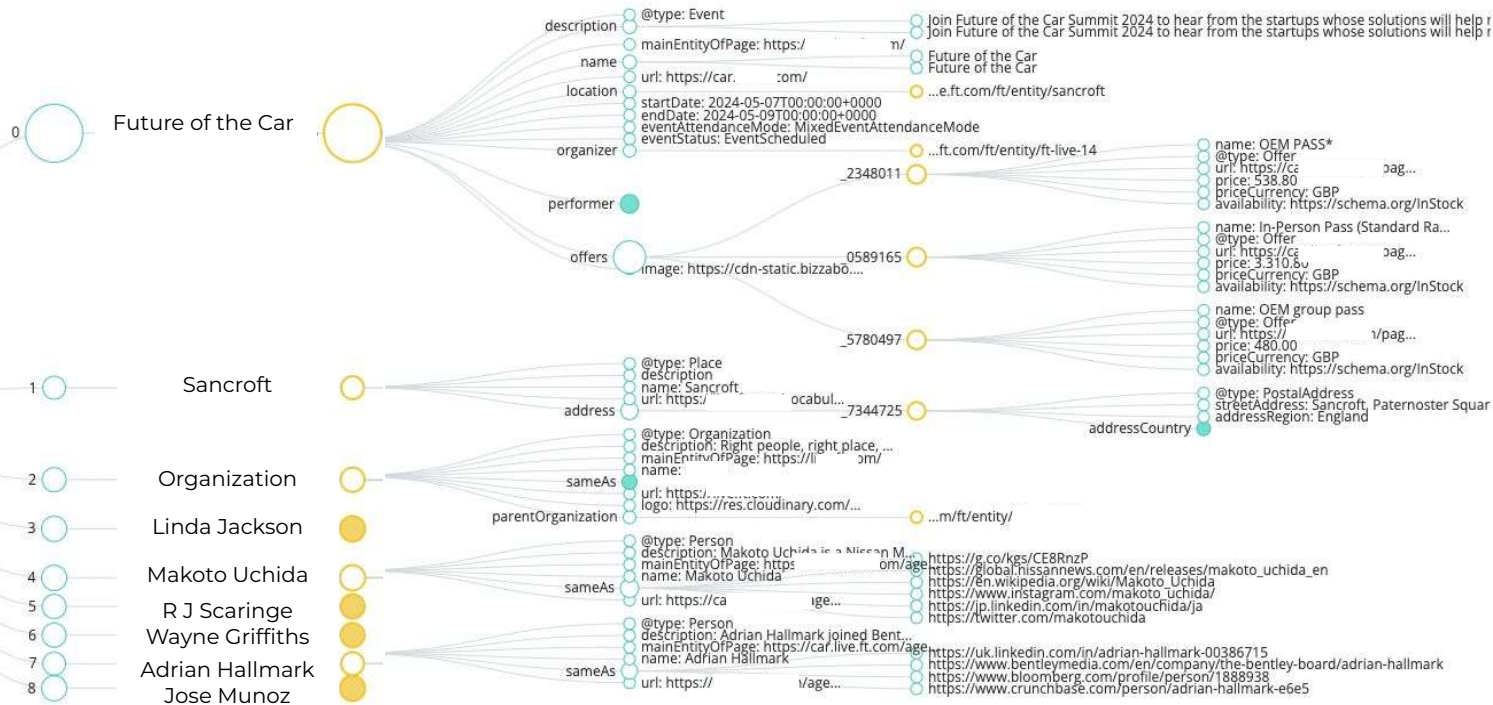 0
Future of the Car
description
@type: Event
Join Future of the Car Summit 2024 to hear from the startups whose solutions will help
Join Future of the Car Summit 2024 to hear from the startups whose solutions will help
mainEntityOfPage: https:/
name
Future of the Car
Future of the Car
url: https://car. com/
location
...e.ft.com/ft/entity/sancroft
startDate: 2024-05-07T00:00:00+0000
endDate: 2024-05-09T00:00:00+0000
eventAttendanceMode: MixedEventAttendanceMode
eventStatus: EventScheduled
organizer
...ft.com/ft/entity/ft-live-14
performer
offers
image: https://cdn-static.bizzabo....
_2348011
name: OEM PASS*
@type: Offer
url: https://ca pag...
price: 538.80
priceCurrency: GBP
availability: https://schema.org/InStock
_0589165
name: In-Person Pass (Standard Ra...
@type: Offer
url: https://ca pag...
price: 3,310.80
priceCurrency: GBP
availability: https://schema.org/InStock
_5780497
name: OEM group pass
@type: Offer
url: https:// /pag...
price: 480.00
priceCurrency: GBP
availability: https://schema.org/InStock
1
Sancroft
@type: Place
description
name: Sancroft
url: https:/ ocabul...
address
_7344725
@type: PostalAddress
streetAddress: Sancroft, Paternoster Squar
addressRegion: England
addressCountry
2
Organization
@type: Organization
description: Right people, right place, ...
mainEntityOfPage: https://li om/
name:
sameAs
url: https:/
logo: https://res.cloudinary.com/...
parentOrganization
...m/ft/entity/
3
Linda Jackson
4
Makoto Uchida
@type: Person
description: Makoto Uchida is a Nissan M...
mainEntityOfPage: https om/age...
name: Makoto Uchida
sameAs
url: https://ca age...
https://g.co/kgs/CE8RnzP
https://global.nissannews.com/en/releases/makoto_uchida_en
https://en.wikipedia.org/wiki/Makoto_Uchida
https://www.instagram.com/makoto_uchida/
https://jp.linkedin.com/in/makotouchida/ja
https://twitter.com/makotouchida
5
R J Scaringe
6
Wayne Griffiths
7
Adrian Hallmark
@type: Person
description: Adrian Hallmark joined Bent...
mainEntityOfPage: https://car.live.ft.com/age...
name: Adrian Hallmark
sameAs
url: https:// /age...
https://uk.linkedin.com/in/adrian-hallmark-00386715
https://www.bentleymedia.com/en/company/the-bentley-board/adrian-hallmark
https://www.bloomberg.com/profile/person/1888938
https://www.crunchbase.com/person/adrian-hallmark-e6e5
8
Jose Munoz